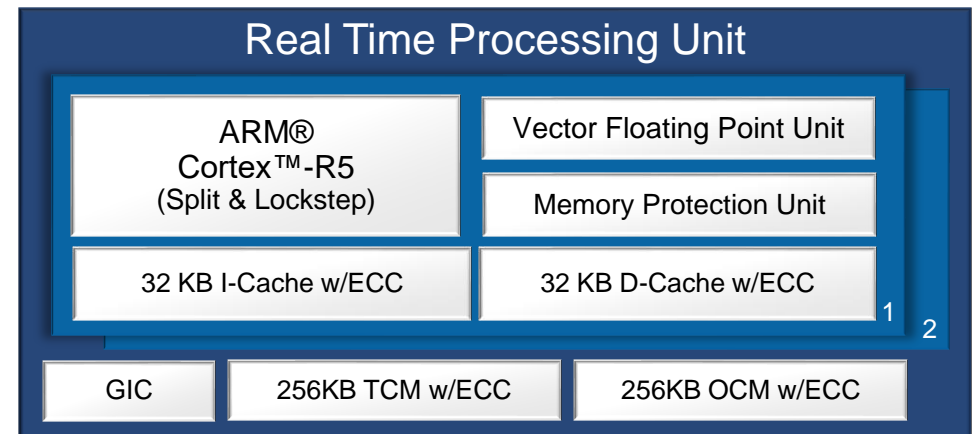 Real Time Processing Unit
ARM®
Cortex™-R5
(Split & Lockstep)
Vector Floating Point Unit
Memory Protection Unit
32 KB I-Cache w/ECC
32 KB D-Cache w/ECC
1
2
GIC
256KB TCM w/ECC
256KB OCM w/ECC